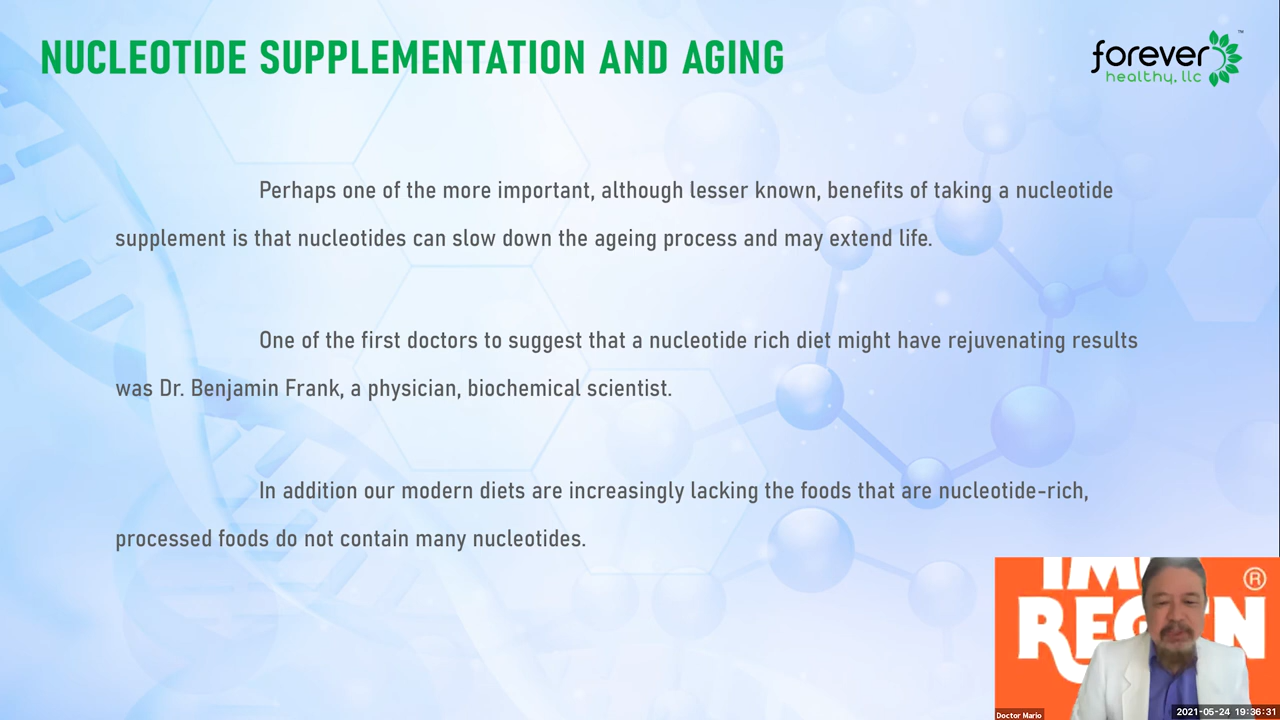 NUCLEOTIDE SUPPLEMENTATION AND AGING
forever
healthy, llc
TM
Perhaps one of the more important, although lesser known, benefits of taking a nucleotide
supplement is that nucleotides can slow down the ageing process and may extend life.
One of the first doctors to suggest that a nucleotide rich diet might have rejuvenating results
was Dr. Benjamin Frank, a physician, biochemical scientist.
In addition our modern diets are increasingly lacking the foods that are nucleotide-rich,
processed foods do not contain many nucleotides.
®
Doctor Mario
2021-05-24 19:36:31